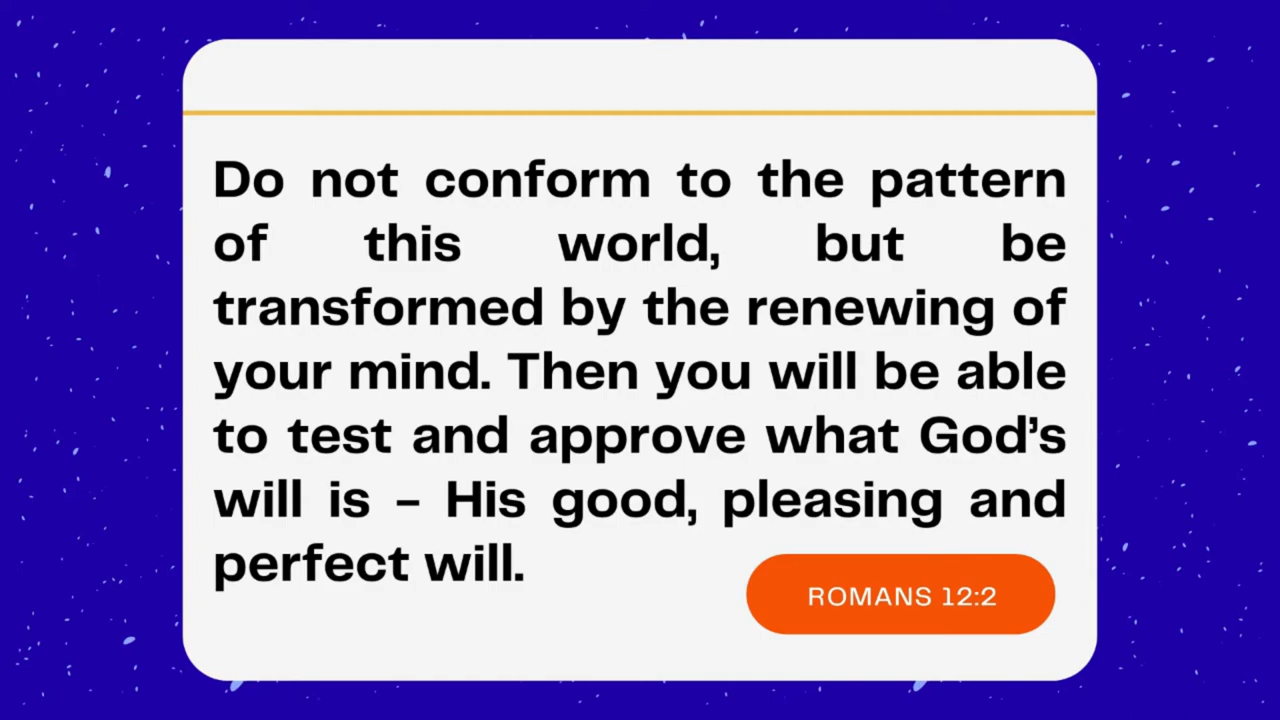 Do not conform to the pattern
of this world, but be
transformed by the renewing of
your mind. Then you will be able
to test and approve what God’s
will is – His good, pleasing and
perfect will.
ROMANS 12:2